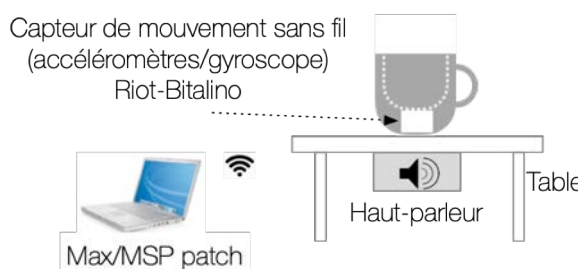 Capteur de mouvement sans fil
(accéléromètres/gyroscope)
Riot-Bitalino
Table
Haut-parleur
Max/MSP patch